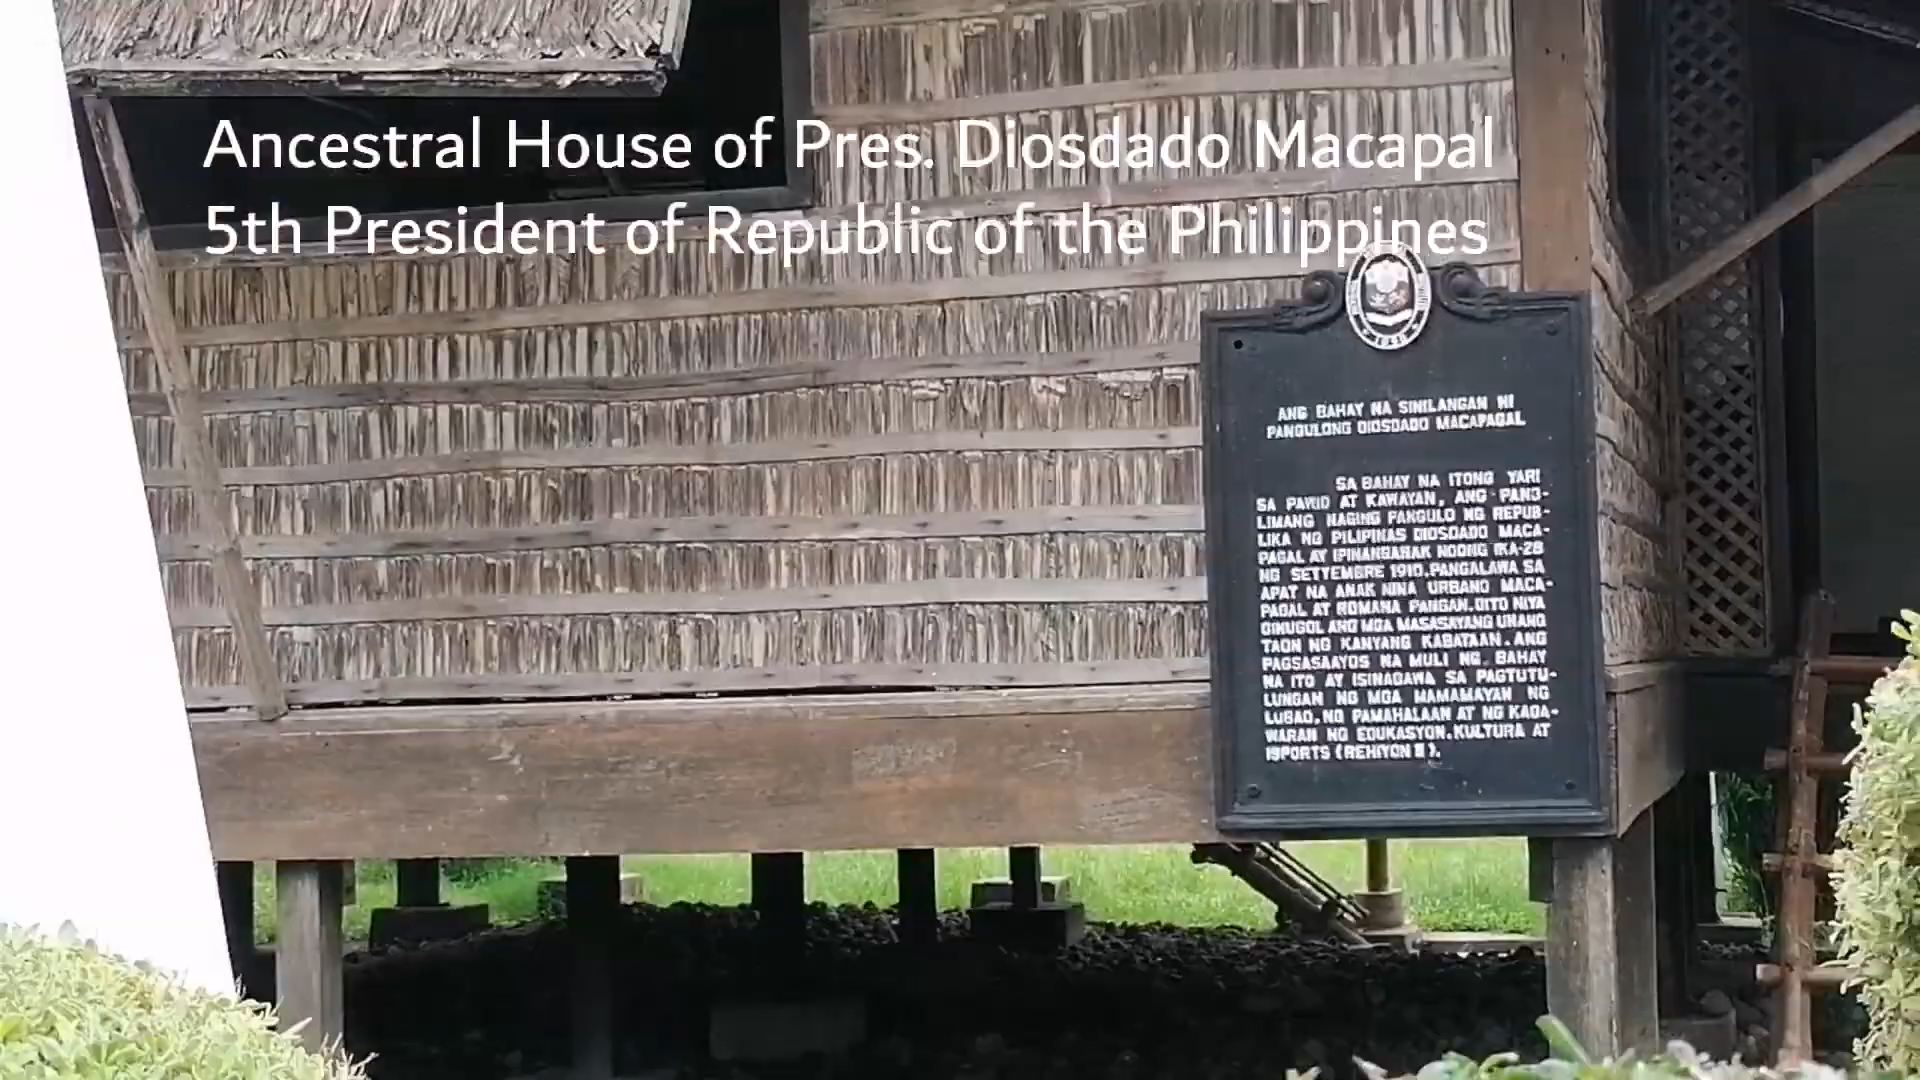 Ancestral House of Pres. Diosdado Macapal
5th President of Republic of the Philippines
ANG BAHAY NA SINILANGAN NI
PANGULONG DIOSDADO MACAPAGAL
SA BAHAY NA ITONG YARI
SA PAWID AT KAWAYAN, ANG PANG-
LIMANG NAGING PANGULO NG REPUB-
LIKA NG PILIPINAS DIOSDADO MACA-
PAGAL AY IPINANGANAK NOONG IKA-28
NG SETYEMBRE 1910. PANGALAWA SA
APAT NA ANAK NINA URBANO MACA-
PAGAL AT ROMANA PANGAN. DITO NIYA
GINUGOL ANG MGA MASASAYANG UNANG
TAON NG KANYANG KABATAAN. ANG
PAGSASAAYOS NA MULI NG BAHAY
NA ITO AY ISINAGAWA SA PAGTUTU-
LUNGAN NG MGA MAMAMAYAN NG
LUBAO, NG PAMAHALAAN AT NG KAGA-
WARAN NG EDUKASYON, KULTURA AT
ISPORTS (REHIYON